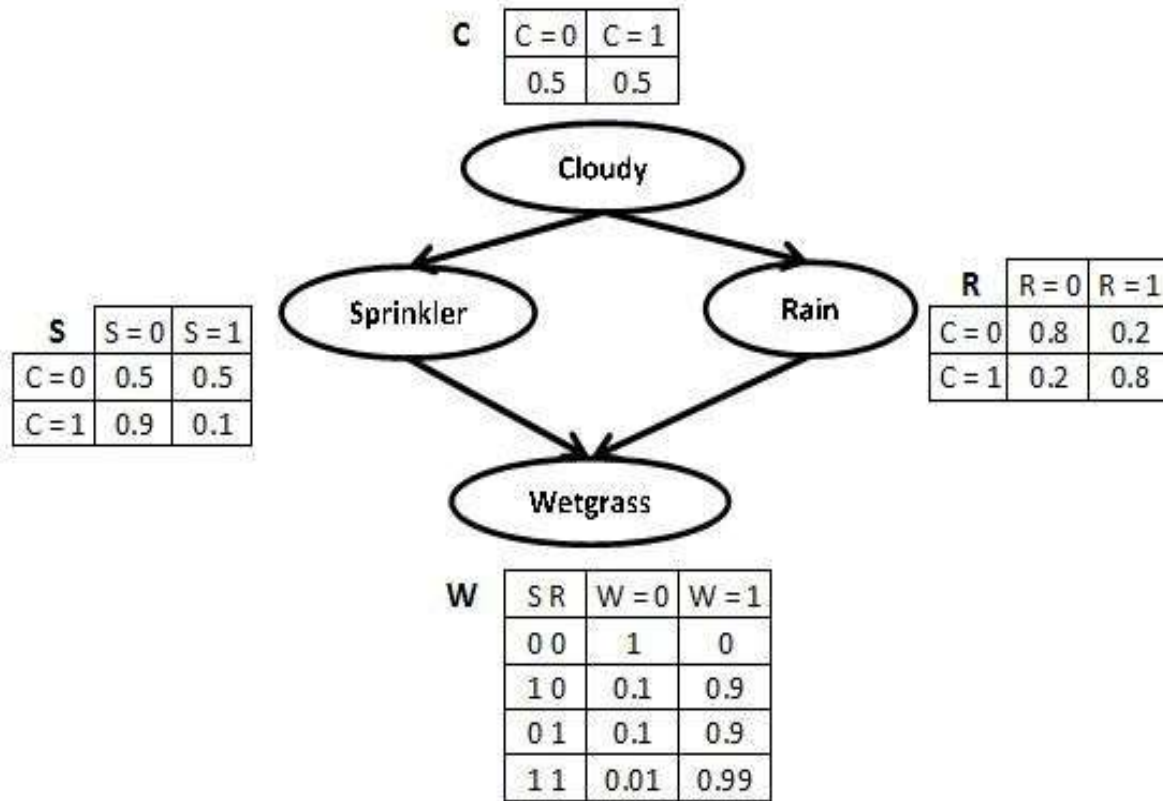 C C = 0 C = 1
0.5 0.5
Cloudy
Sprinkler
Rain
S S = 0 S = 1
C = 0 0.5 0.5
C = 1 0.9 0.1
R R = 0 R = 1
C = 0 0.8 0.2
C = 1 0.2 0.8
Wetgrass
W S R W = 0 W = 1
0 0 1 0
1 0 0.1 0.9
0 1 0.1 0.9
1 1 0.01 0.99